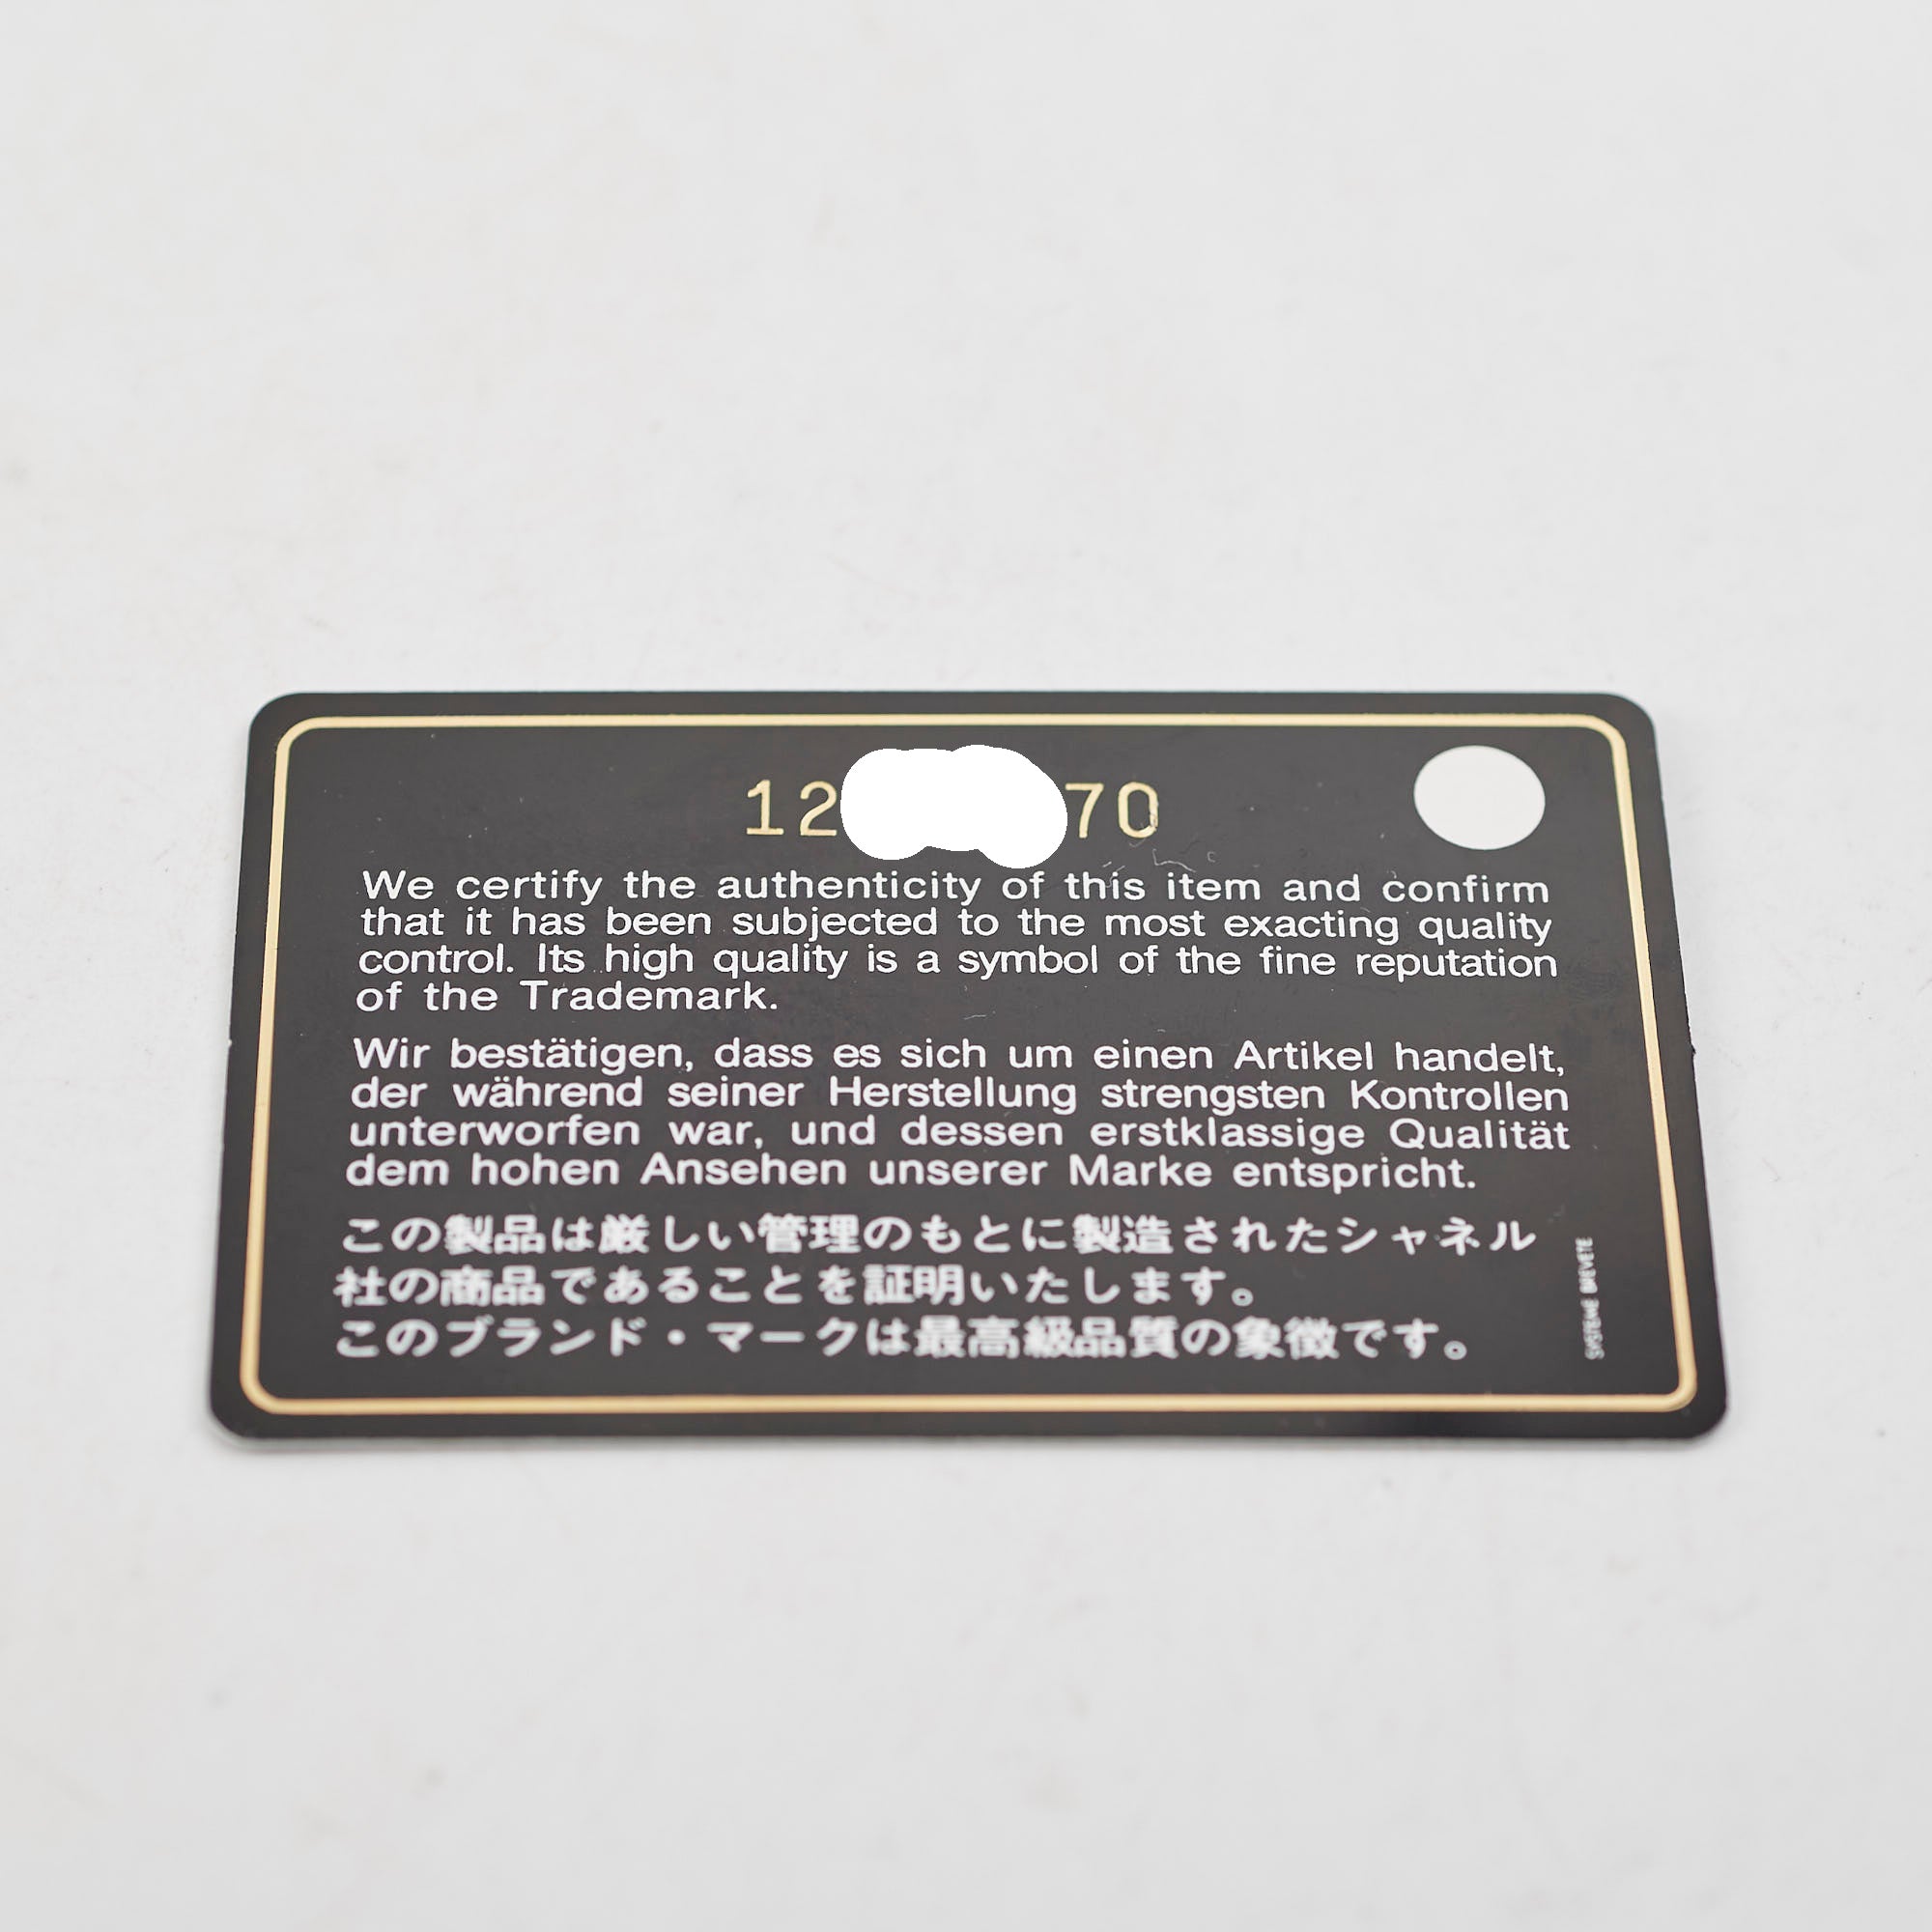 12 70
We certify the authenticity of this item and confirm
that it has been subjected to the most exacting quality
control. Its high quality is a symbol of the fine reputation
of the Trademark.
Wir bestätigen, dass es sich um einen Artikel handelt,
der während seiner Herstellung strengsten Kontrollen
unterworfen war, und dessen erstklassige Qualität
dem hohen Ansehen unserer Marke entspricht.
この製品は厳しい管理のもとに製造されたシャネル
社の商品であることを証明いたします。
このブランド・マークは最高級品質の象徴です。
SYSTEME BREVETE